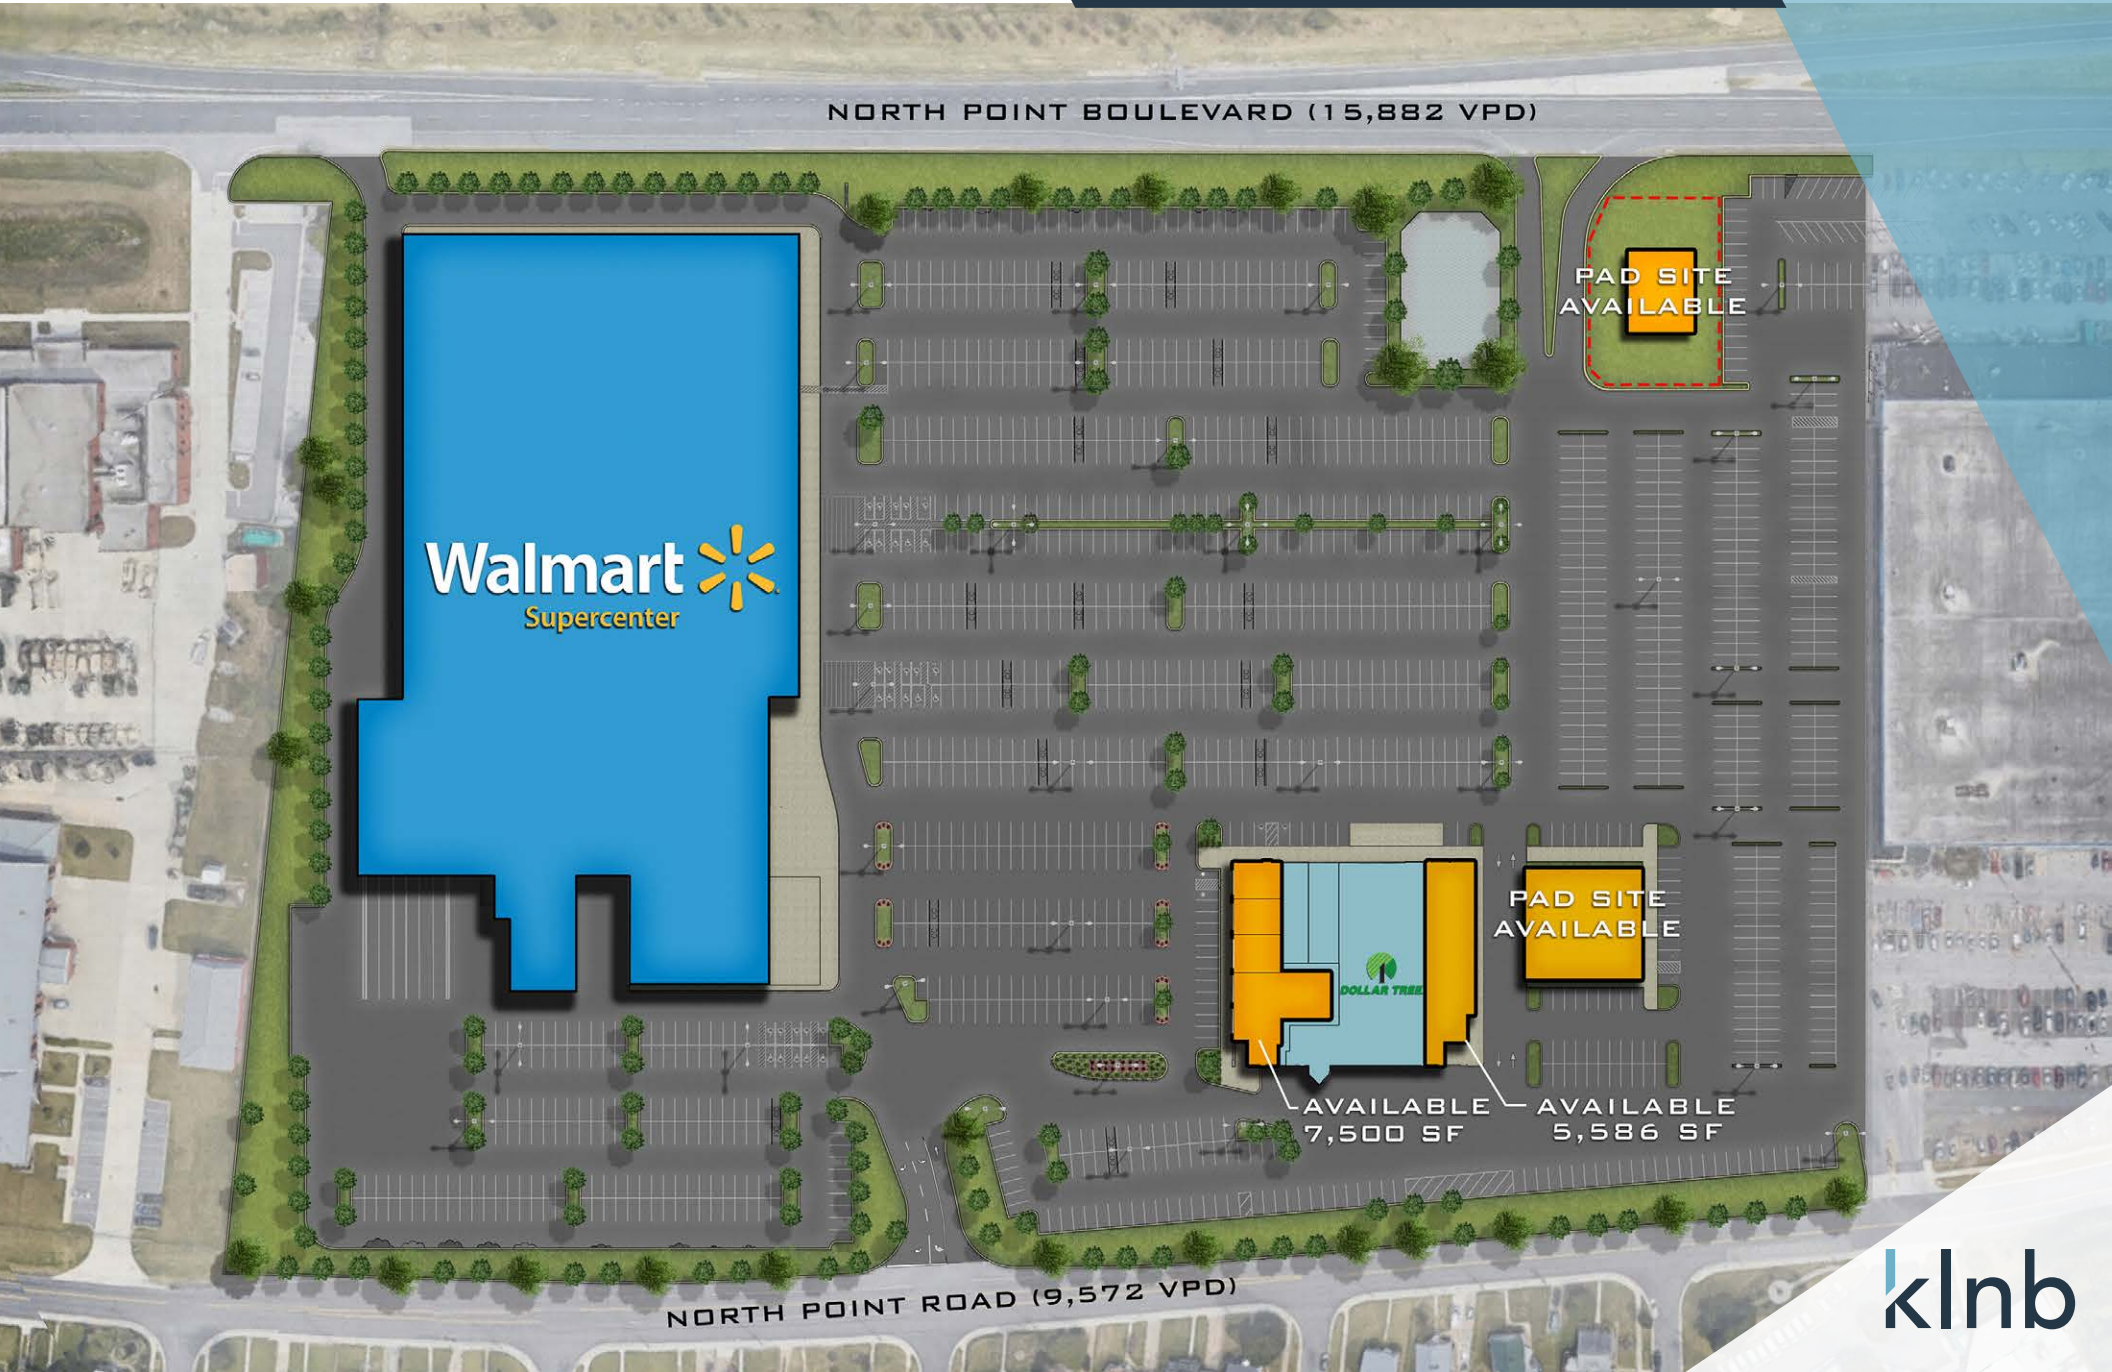 NORTH POINT BOULEVARD (15,882 VPD)
PAD SITE
AVAILABLE
Walmart
Supercenter
PAD SITE
AVAILABLE
DOLLAR TREE
AVAILABLE
7,500 SF
AVAILABLE
5,586 SF
NORTH POINT ROAD (9,572 VPD)
klnb